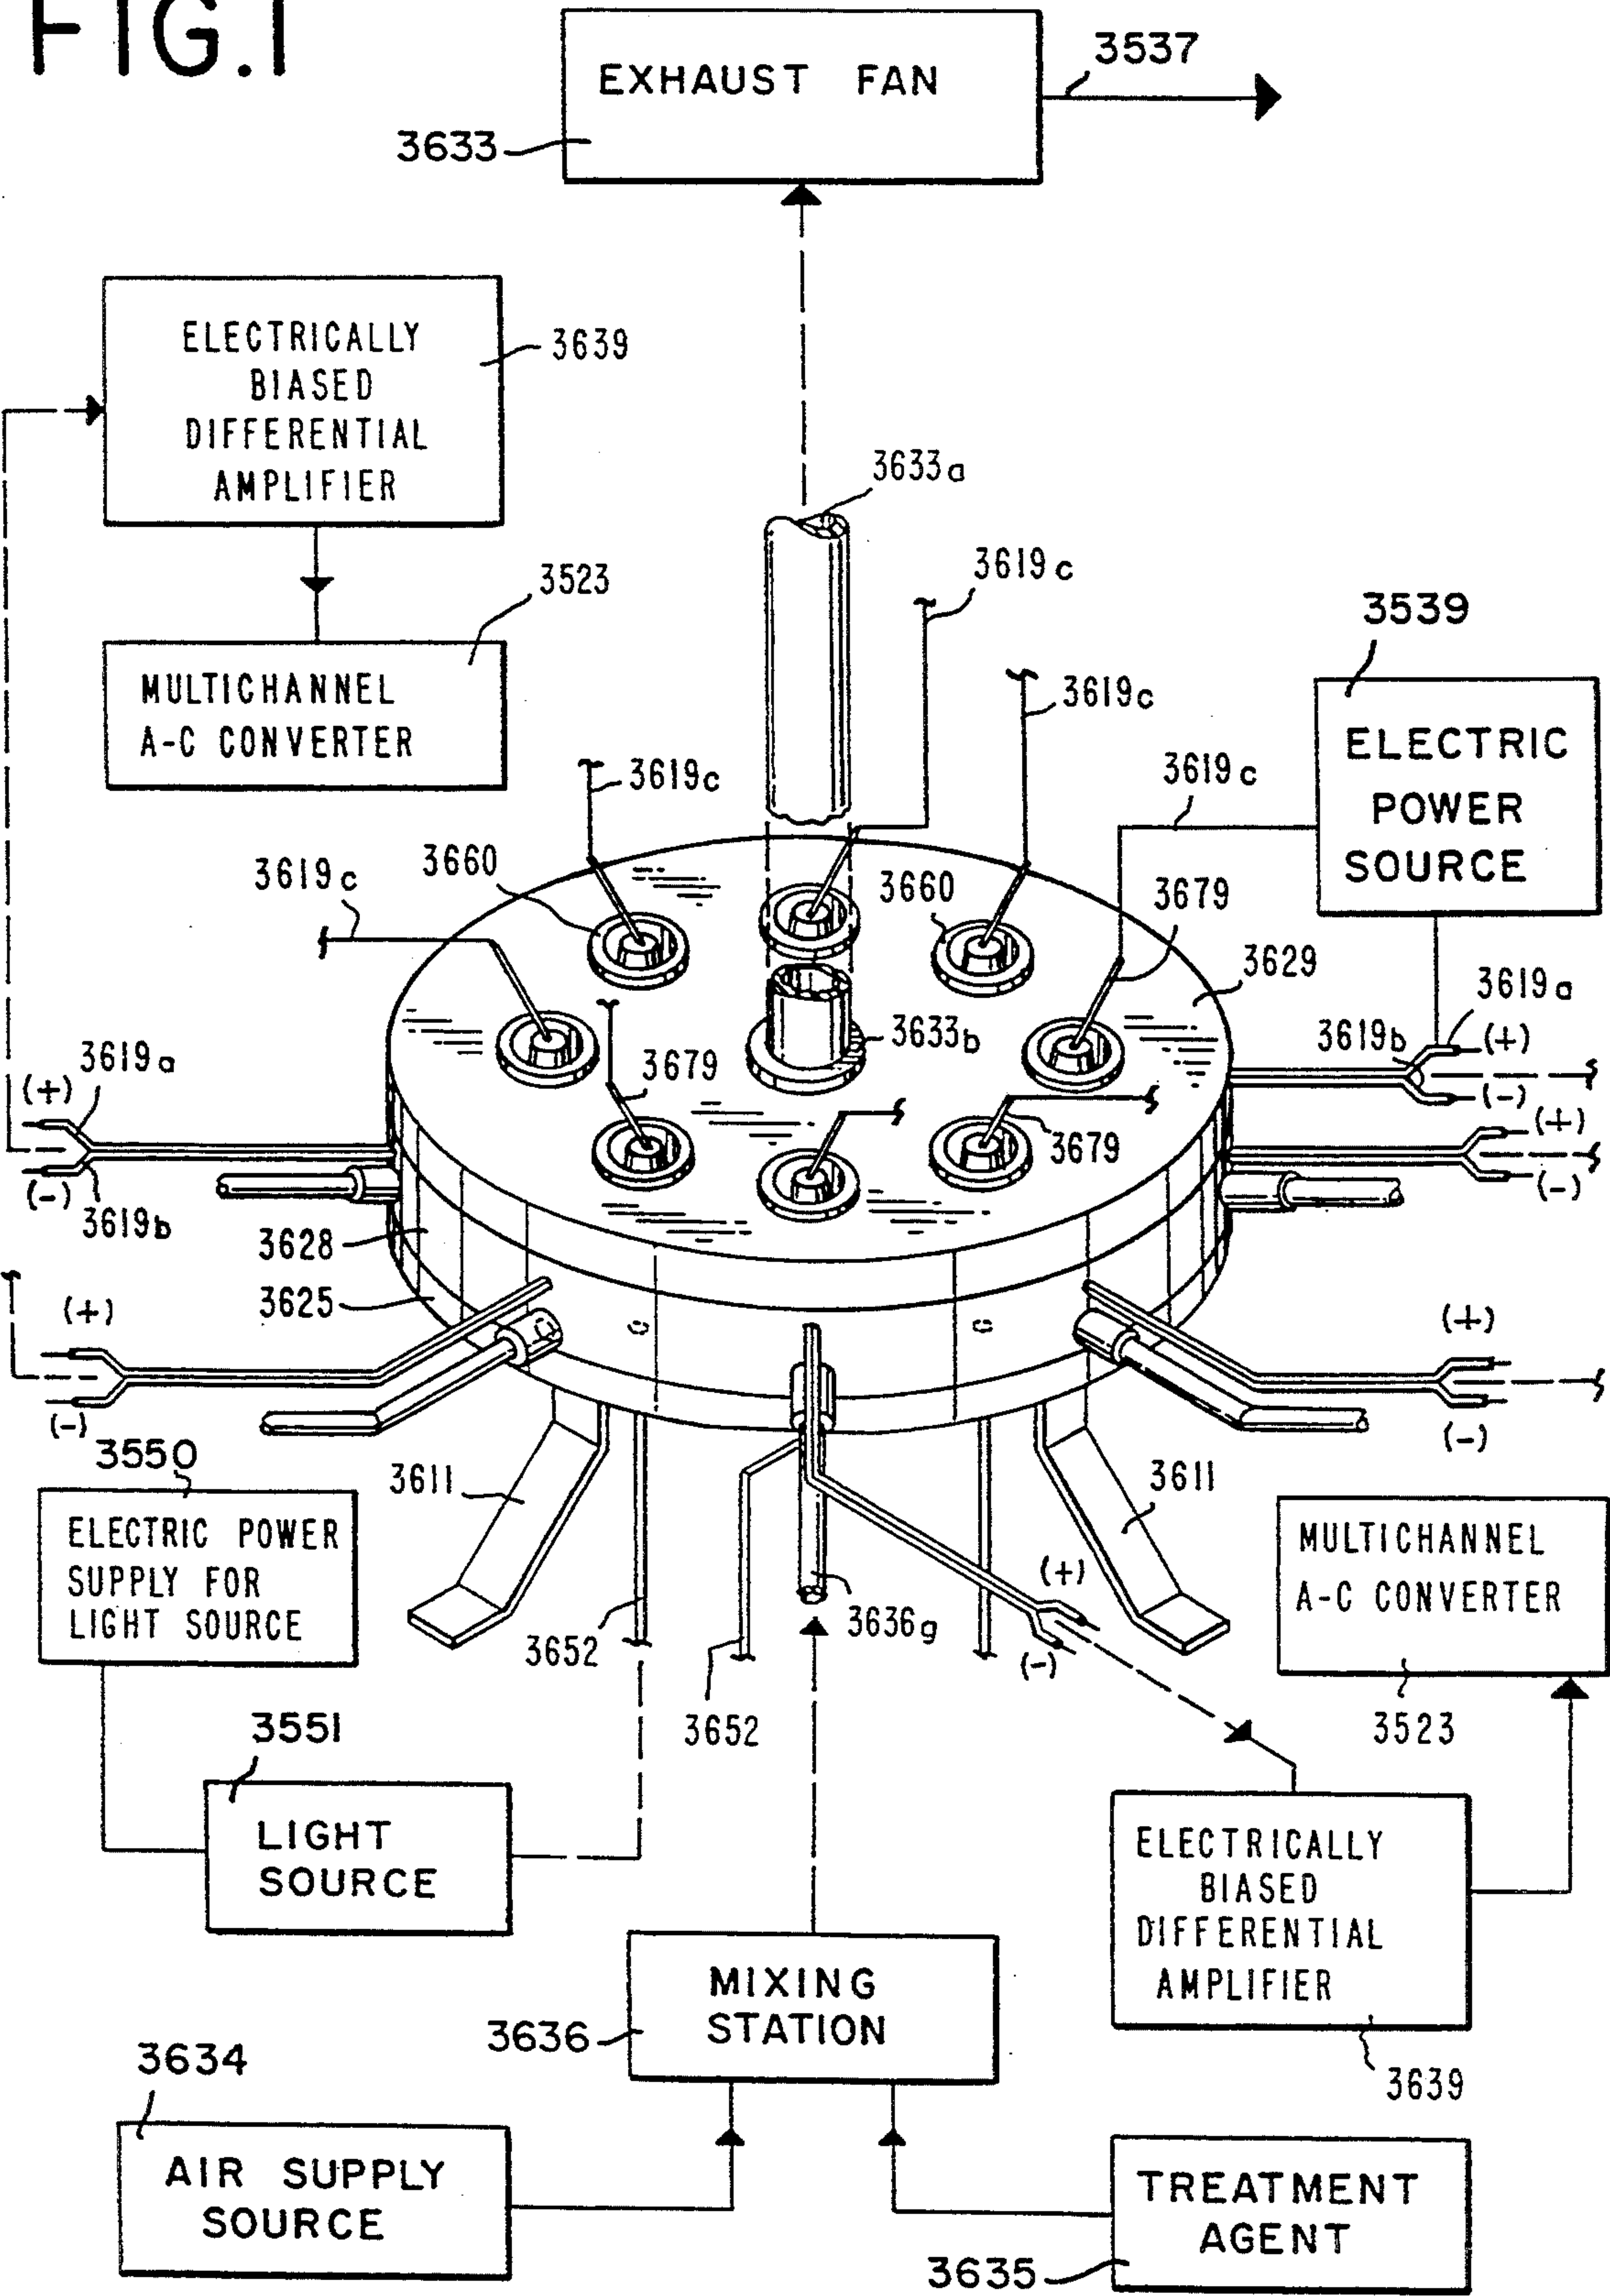 FIG.1
EXHAUST FAN
3537
3633
ELECTRICALLY
BIASED
DIFFERENTIAL
AMPLIFIER
3639
3633a
3523
MULTICHANNEL
A-C CONVERTER
3619c
3619c
3539
ELECTRIC
POWER
SOURCE
3619c
3619c
3660
3619c
3660
3679
3629
3619a
3619b
(+)
(-)
(+)
(-)
3633b
3679
3679
3619a
(+)
(-)
3619b
3628
3625
(+)
(-)
(+)
(-)
3550
ELECTRIC POWER
SUPPLY FOR
LIGHT SOURCE
3611
3611
3652
3652
3636g
(+)
(-)
MULTICHANNEL
A-C CONVERTER
3523
3551
LIGHT
SOURCE
ELECTRICALLY
BIASED
DIFFERENTIAL
AMPLIFIER
3639
MIXING
STATION
3636
3634
AIR SUPPLY
SOURCE
TREATMENT
AGENT
3635